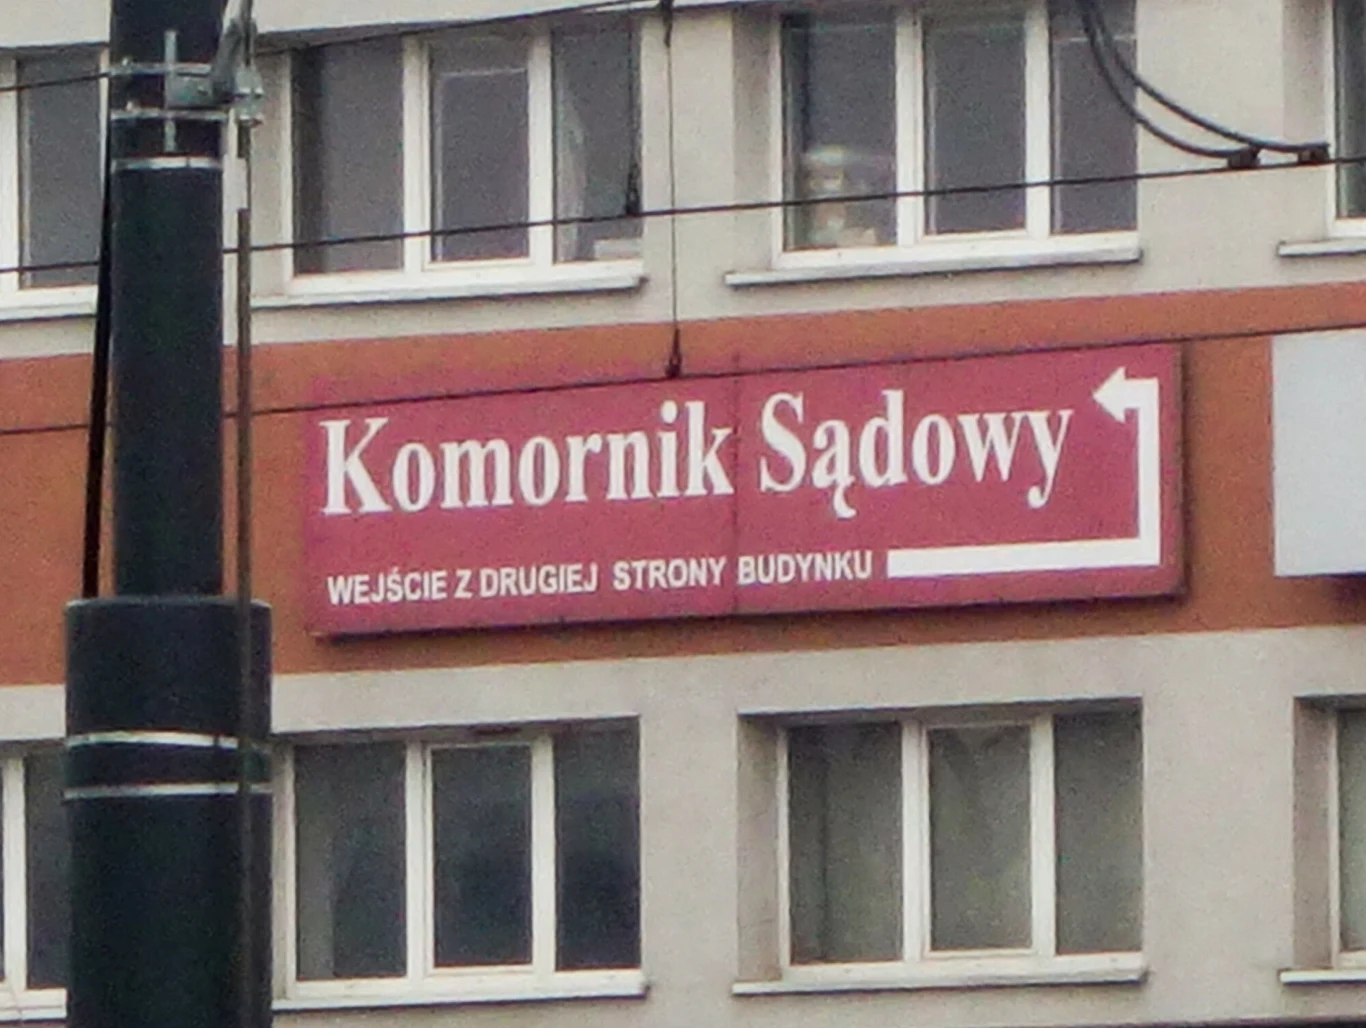 Komornik Sądowy
WEJŚCIE Z DRUGIEJ STRONY BUDYNKU